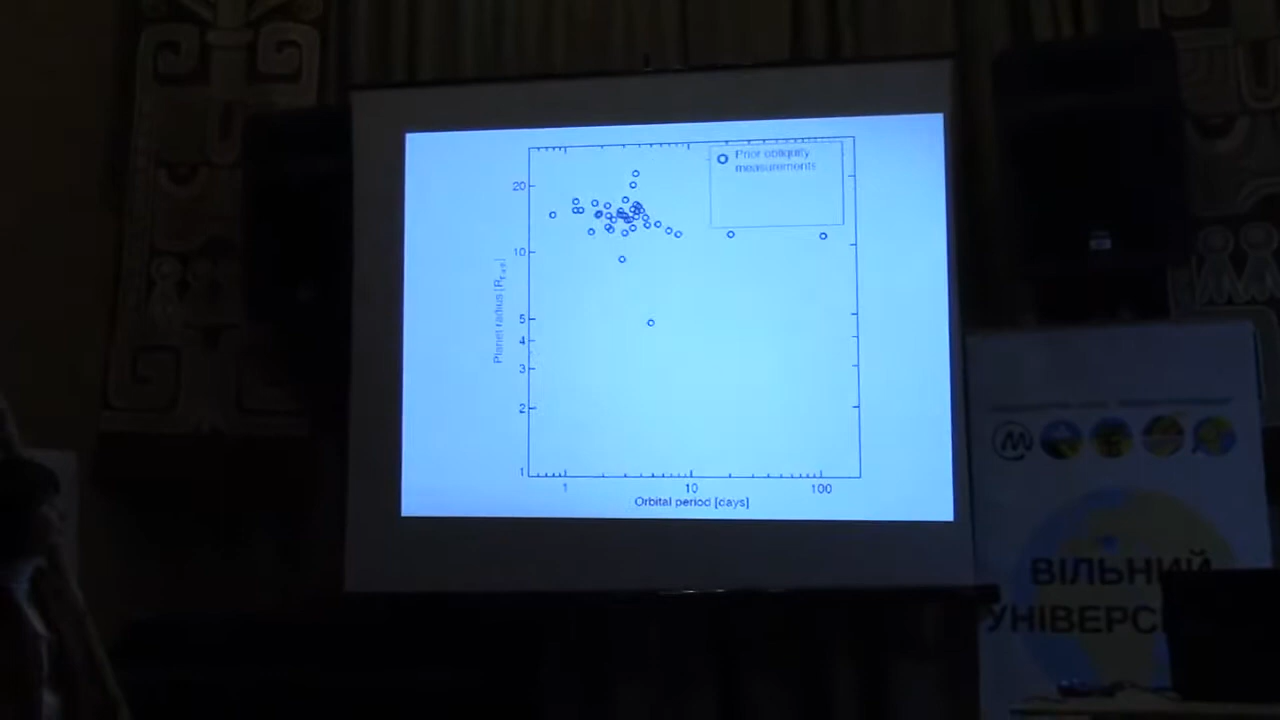 Prior obliquity
measurements
20
10
5
4
3
2
1
Planet radius
1
10
100
Orbital period [days]
ВІЛЬНИЙ